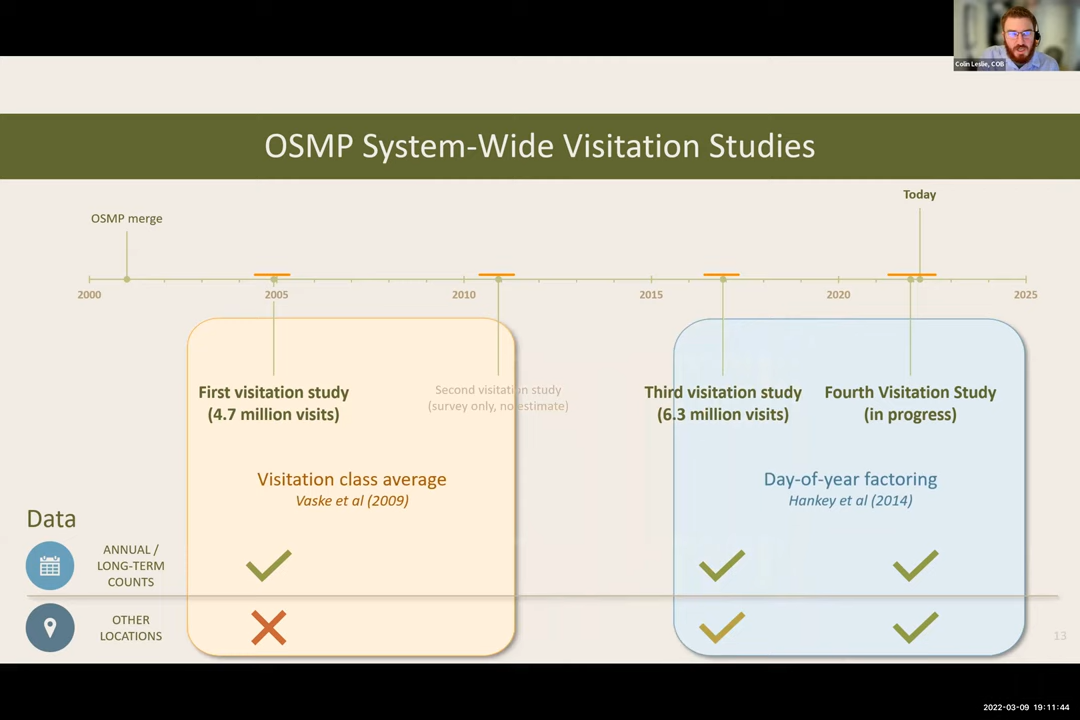 Colin Leslie, COB
OSMP System-Wide Visitation Studies
Today
OSMP merge
2000
2005
2010
2015
2020
2025
First visitation study
(4.7 million visits)
Second visitation study
(survey only, no estimate)
Third visitation study
(6.3 million visits)
Fourth Visitation Study
(in progress)
Visitation class average
Vaske et al (2009)
Day-of-year factoring
Hankey et al (2014)
Data
ANNUAL /
LONG-TERM
COUNTS
OTHER
LOCATIONS
13
2022-03-09 19:11:44